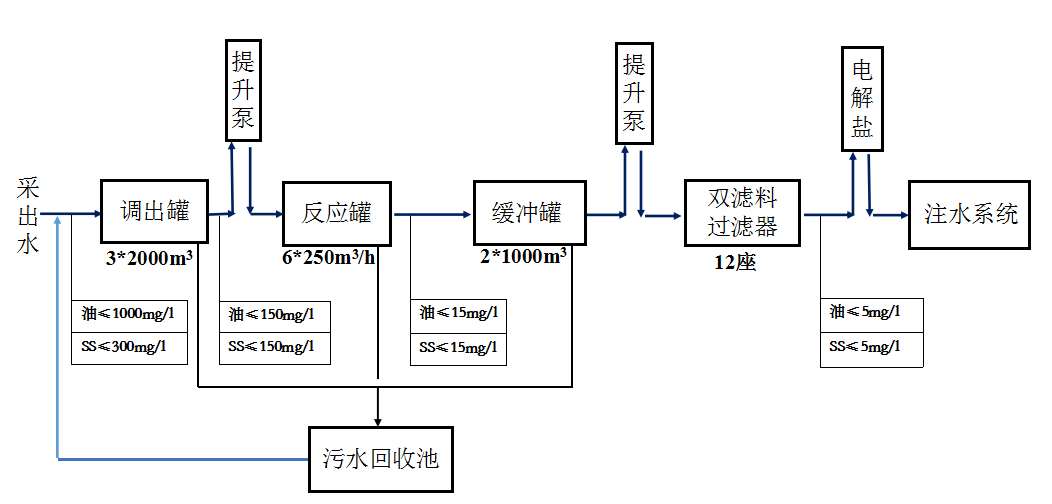 提升泵
提升泵
电解盐
采出水
调出罐
反应罐
缓冲罐
双滤料
过滤器
注水系统
3*2000m³
6*250m³/h
2*1000m³
12座
油≤1000mg/l
SS≤300mg/l
油≤150mg/l
SS≤150mg/l
油≤15mg/l
SS≤15mg/l
油≤5mg/l
SS≤5mg/l
污水回收池